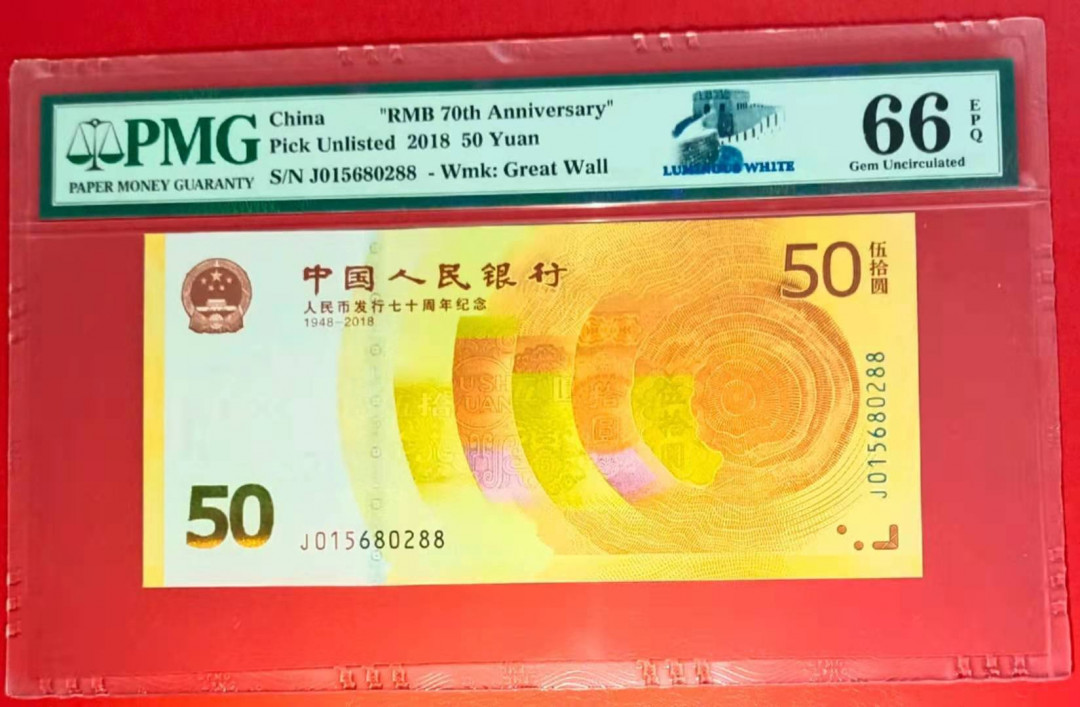 PMG
PAPER MONEY GUARANTY
China "RMB 70th Anniversary"
Pick Unlisted 2018 50 Yuan
S/N J015680288 - Wmk: Great Wall
LUMINOUS WHITE
66
EPQ
Gem Uncirculated
中国人民银行
人民币发行七十周年纪念
1948-2018
50
伍拾圆
J015680288
50
J015680288